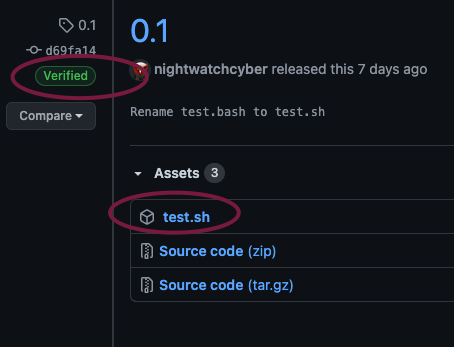 0.1
d69fa14
Verified
Compare
0.1
nightwatchcyber released this 7 days ago
Rename test.bash to test.sh
Assets 3
test.sh
Source code (zip)
Source code (tar.gz)